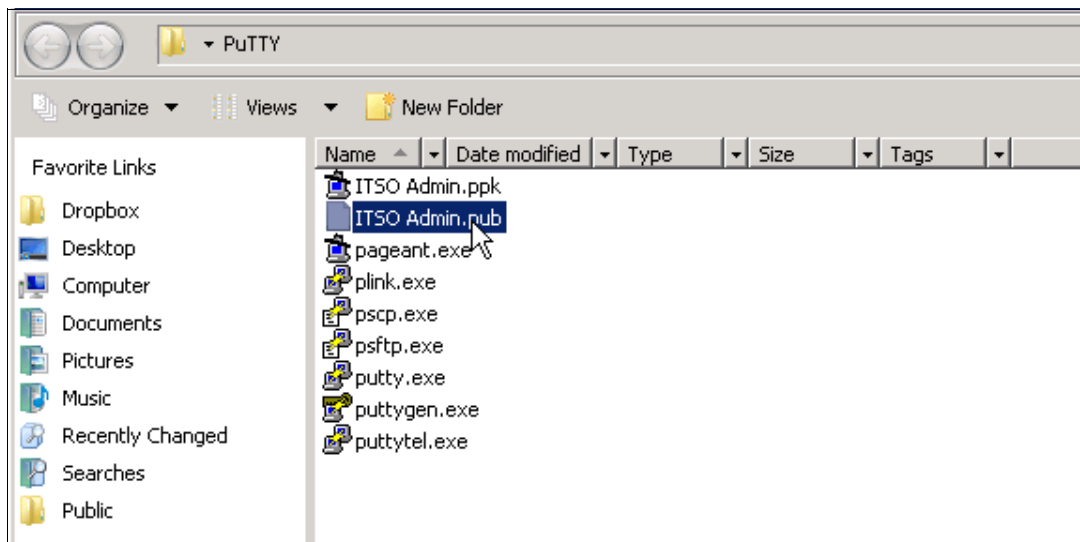 PuTTY
Organize Views New Folder
Favorite Links
Dropbox
Desktop
Computer
Documents
Pictures
Music
Recently Changed
Searches
Public
Name Date modified Type Size Tags
ITSO Admin.ppk
ITSO Admin.pub
pageant.exe
plink.exe
pscp.exe
psftp.exe
putty.exe
puttygen.exe
puttytel.exe